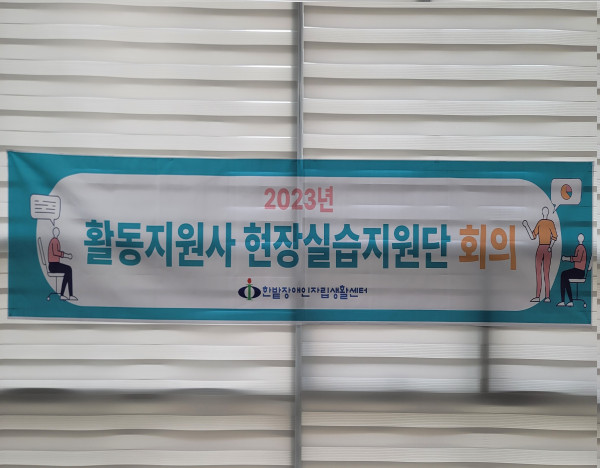 2023년
활동지원사 현장실습지원단 회의
한밭장애인자립생활센터